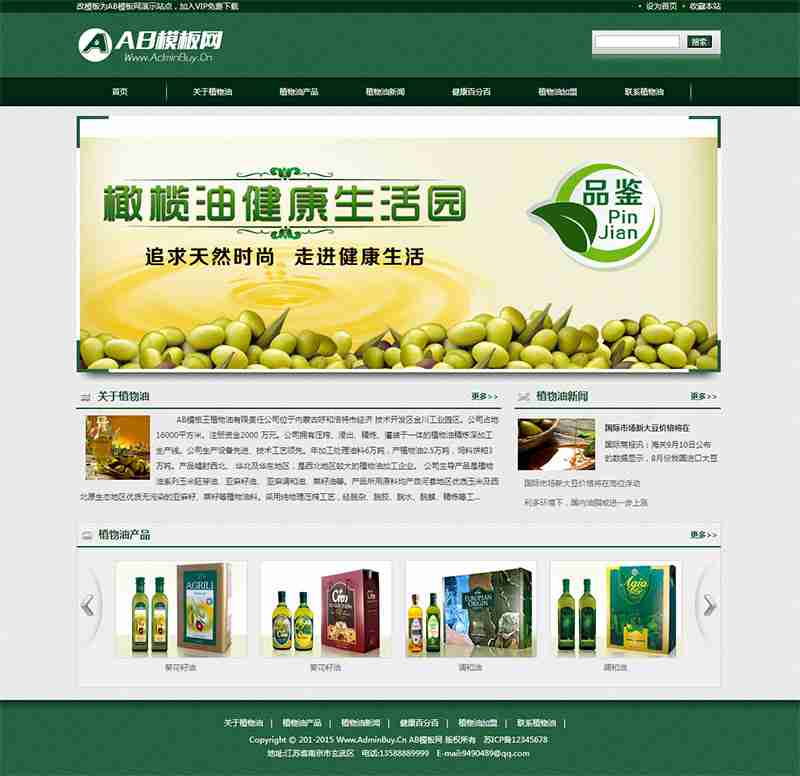 改模板为AB模板网演示站点，加入VIP免费下载
• 设为首页 • 收藏本站
AB模板网
Www.AdminBuy.Cn
搜索
首页 关于植物油 植物油产品 植物油新闻 健康百分百 植物油加盟 联系植物油
橄榄油健康生活园
追求天然时尚 走进健康生活
品鉴
Pin
Jian
关于植物油 更多>>
AB模板王植物油有限责任公司位于内蒙古呼和浩特市经济 技术开发区金川工业园区。公司占地
16000平方米。注册资金2000 万元。公司拥有压榨、浸出、精炼、灌装于一体的植物油精炼深加工
生产线。公司生产设备先进、技术工艺领先。年加工处理油料6万吨，产植物油2.5万吨，饲料饼粕3
万吨。产品雄射西北、 华北及华东地区，是西北地区较大的植物油加工企业。 公司主导产品是植物
油系列玉米胚芽油、亚麻籽油、 亚麻调和油、葵籽油等。产品所用原料均产自河套地区优质玉米及西
北原生态地区优质无污染的亚麻籽、葵籽等植物油料。采用纯物理压榨工艺，经脱杂、脱胶、脱水、脱蜡、精炼等工...
植物油新闻 更多>>
国际市场新大豆价格将在
国际商报讯：海关9月10日公布
的数据显示，8月份我国进口大豆
国际市场新大豆价格将在高位浮动
利多环境下，国内油脂或进一步上涨
植物油产品 更多>>
AGRILL
EUROPEAN
ORIGIN
Agio
葵花籽油 葵花籽油 调和油 调和油
关于植物油 | 植物油产品 | 植物油新闻 | 健康百分百 | 植物油加盟 | 联系植物油 |
Copyright © 201-2015 Www.AdminBuy.Cn AB模板网 版权所有 苏ICP备12345678
地址:江苏省南京市玄武区 电话:13588889999 E-mail:9490489@qq.com